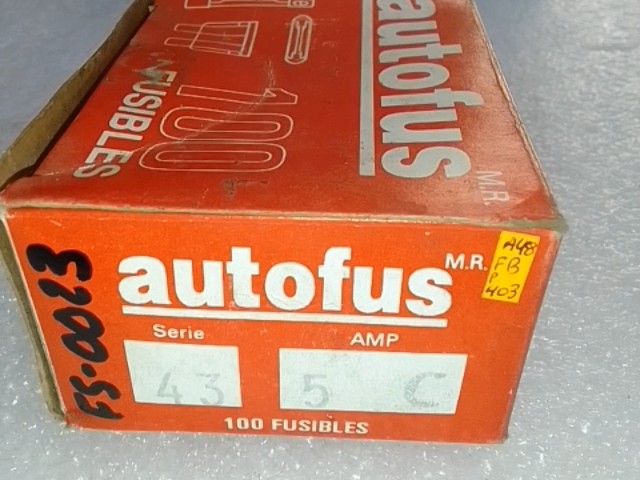 autofus
M.R.
100
FUSIBLES
autofus
M.R.
A48
FB
P
403
FS-0023
Serie
AMP
43
5 C
100 FUSIBLES